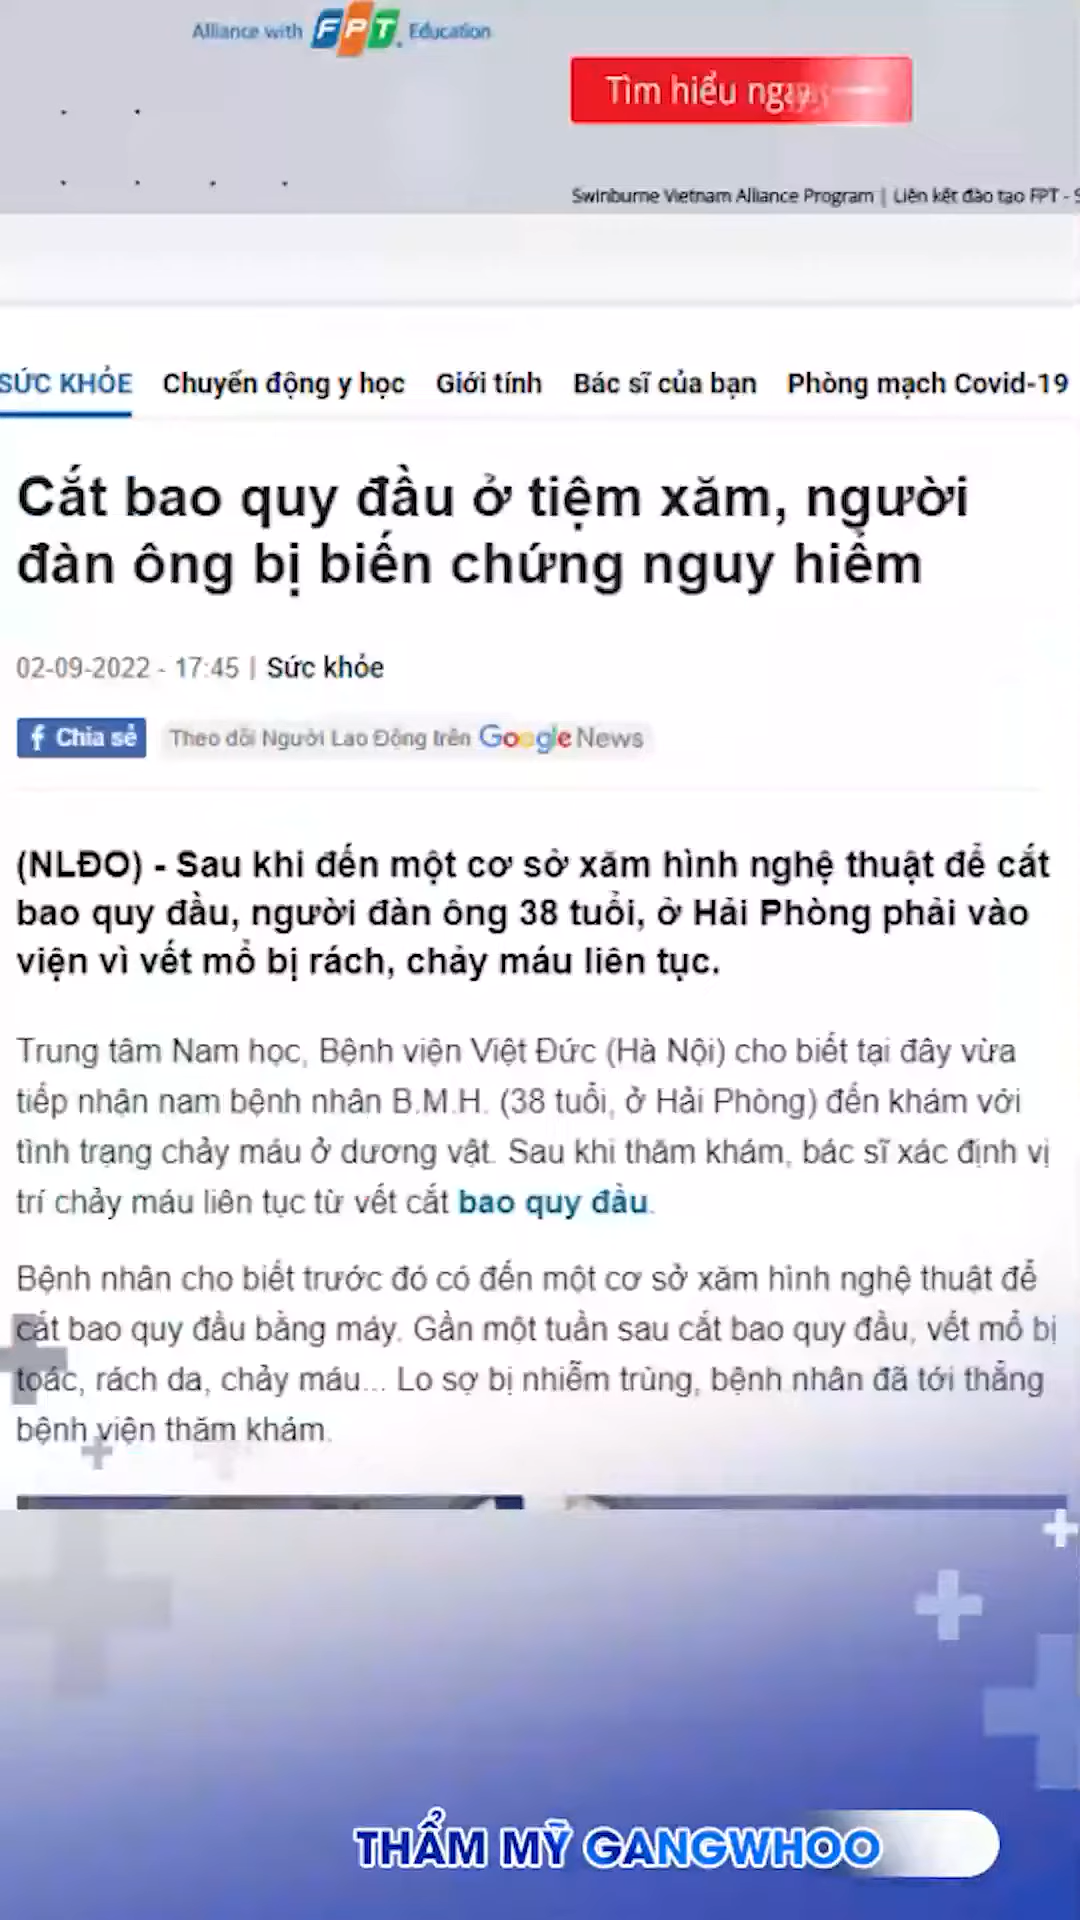 Alliance with FPT. Education
Tìm hiểu
Swinburne Vietnam Alliance Program | Liên kết đào tạo FPT - S
SỨC KHỎE Chuyển động y học Giới tính Bác sĩ của bạn Phòng mạch Covid-19
Cắt bao quy đầu ở tiệm xăm, người
đàn ông bị biến chứng nguy hiểm
02-09-2022 - 17:45 | Sức khỏe
f Chia sẻ Theo dõi Người Lao Động trên Google News
(NLĐO) - Sau khi đến một cơ sở xăm hình nghệ thuật để cắt
bao quy đầu, người đàn ông 38 tuổi, ở Hải Phòng phải vào
viện vì vết mổ bị rách, chảy máu liên tục.
Trung tâm Nam học, Bệnh viện Việt Đức (Hà Nội) cho biết tại đây vừa
tiếp nhận nam bệnh nhân B.M.H. (38 tuổi, ở Hải Phòng) đến khám với
tình trạng chảy máu ở dương vật. Sau khi thăm khám, bác sĩ xác định vị
trí chảy máu liên tục từ vết cắt bao quy đầu.
Bệnh nhân cho biết trước đó có đến một cơ sở xăm hình nghệ thuật để
cắt bao quy đầu bằng máy. Gần một tuần sau cắt bao quy đầu, vết mổ bị
toác, rách da, chảy máu... Lo sợ bị nhiễm trùng, bệnh nhân đã tới thẳng
bệnh viện thăm khám.
THẨM MỸ GANGWHOO